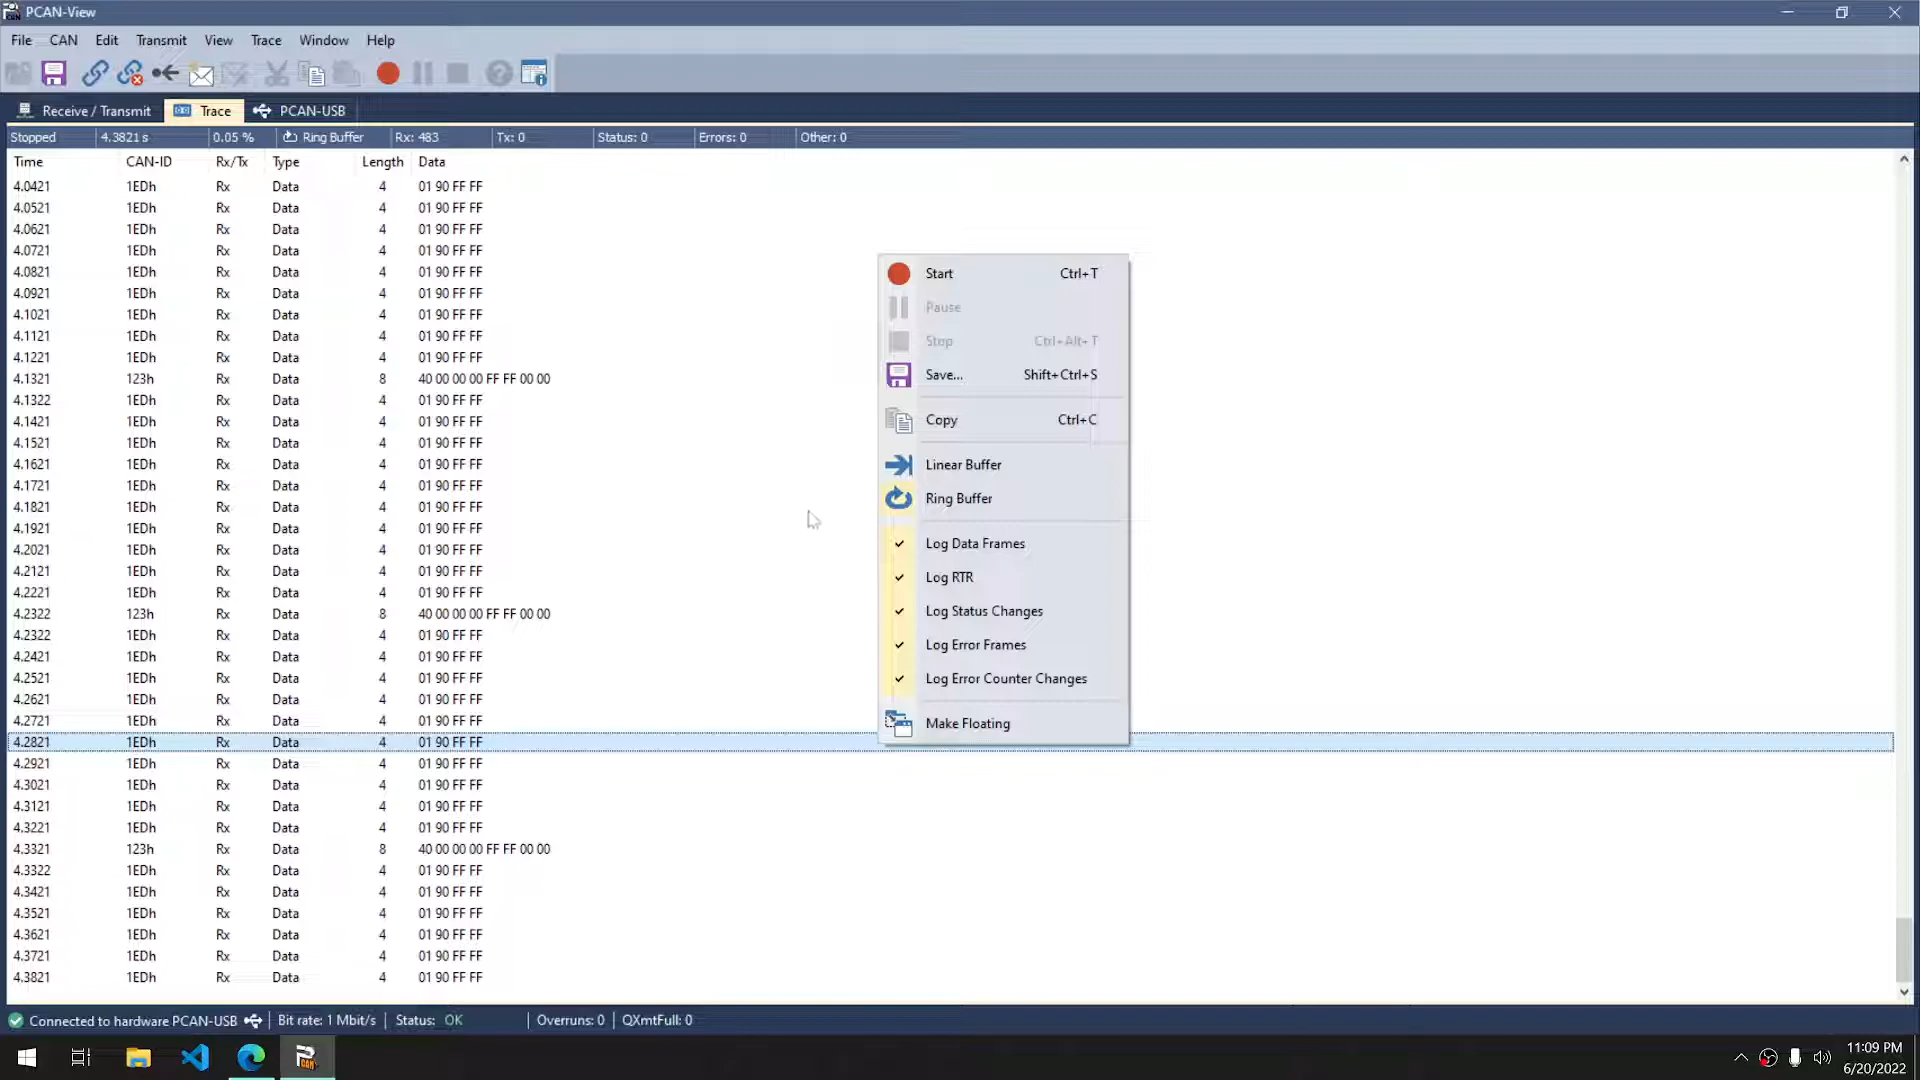 PCAN-View
File CAN Edit Transmit View Trace Window Help
Receive / Transmit Trace PCAN-USB
Stopped 4.3821 s 0.05 % Ring Buffer Rx: 483 Tx: 0 Status: 0 Errors: 0 Other: 0
Time CAN-ID Rx/Tx Type Length Data
4.0421 1EDh Rx Data 4 01 90 FF FF
4.0521 1EDh Rx Data 4 01 90 FF FF
4.0621 1EDh Rx Data 4 01 90 FF FF
4.0721 1EDh Rx Data 4 01 90 FF FF
4.0821 1EDh Rx Data 4 01 90 FF FF
4.0921 1EDh Rx Data 4 01 90 FF FF
4.1021 1EDh Rx Data 4 01 90 FF FF
4.1121 1EDh Rx Data 4 01 90 FF FF
4.1221 1EDh Rx Data 4 01 90 FF FF
4.1321 123h Rx Data 8 40 00 00 00 FF FF 00 00
4.1322 1EDh Rx Data 4 01 90 FF FF
4.1421 1EDh Rx Data 4 01 90 FF FF
4.1521 1EDh Rx Data 4 01 90 FF FF
4.1621 1EDh Rx Data 4 01 90 FF FF
4.1721 1EDh Rx Data 4 01 90 FF FF
4.1821 1EDh Rx Data 4 01 90 FF FF
4.1921 1EDh Rx Data 4 01 90 FF FF
4.2021 1EDh Rx Data 4 01 90 FF FF
4.2121 1EDh Rx Data 4 01 90 FF FF
4.2221 1EDh Rx Data 4 01 90 FF FF
4.2322 123h Rx Data 8 40 00 00 00 FF FF 00 00
4.2322 1EDh Rx Data 4 01 90 FF FF
4.2421 1EDh Rx Data 4 01 90 FF FF
4.2521 1EDh Rx Data 4 01 90 FF FF
4.2621 1EDh Rx Data 4 01 90 FF FF
4.2721 1EDh Rx Data 4 01 90 FF FF
4.2821 1EDh Rx Data 4 01 90 FF FF
4.2921 1EDh Rx Data 4 01 90 FF FF
4.3021 1EDh Rx Data 4 01 90 FF FF
4.3121 1EDh Rx Data 4 01 90 FF FF
4.3221 1EDh Rx Data 4 01 90 FF FF
4.3321 123h Rx Data 8 40 00 00 00 FF FF 00 00
4.3322 1EDh Rx Data 4 01 90 FF FF
4.3421 1EDh Rx Data 4 01 90 FF FF
4.3521 1EDh Rx Data 4 01 90 FF FF
4.3621 1EDh Rx Data 4 01 90 FF FF
4.3721 1EDh Rx Data 4 01 90 FF FF
4.3821 1EDh Rx Data 4 01 90 FF FF
Start Ctrl+T
Pause
Stop Ctrl+Alt+T
Save... Shift+Ctrl+S
Copy Ctrl+C
Linear Buffer
Ring Buffer
Log Data Frames
Log RTR
Log Status Changes
Log Error Frames
Log Error Counter Changes
Make Floating
Connected to hardware PCAN-USB Bit rate: 1 Mbit/s Status: OK Overruns: 0 QXmtFull: 0
11:09 PM
6/20/2022